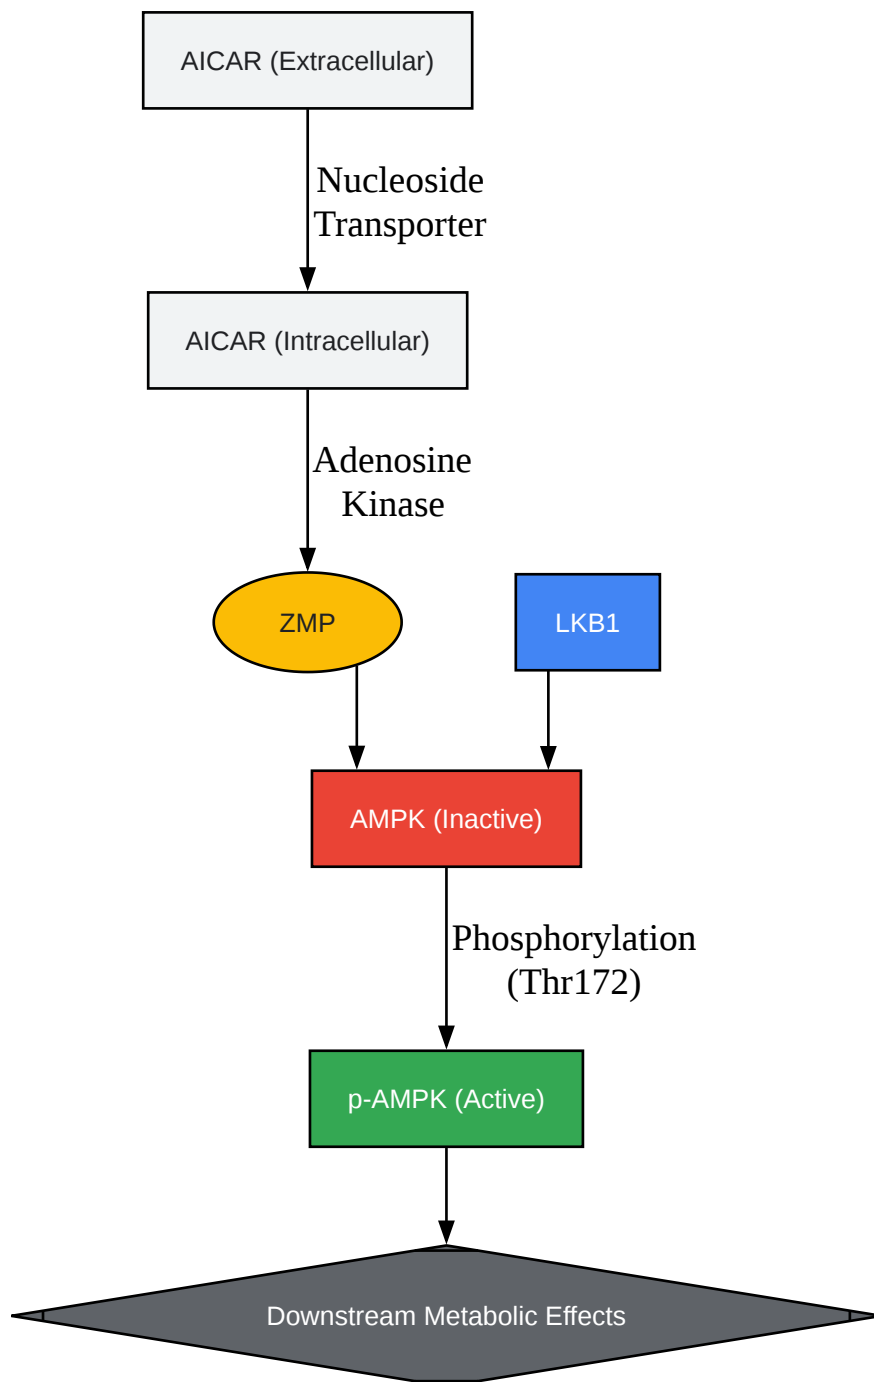 AICAR (Extracellular)
Nucleoside
Transporter
AICAR (Intracellular)
Adenosine
Kinase
ZMP
LKB1
AMPK (Inactive)
Phosphorylation
(Thr172)
p-AMPK (Active)
Downstream Metabolic Effects